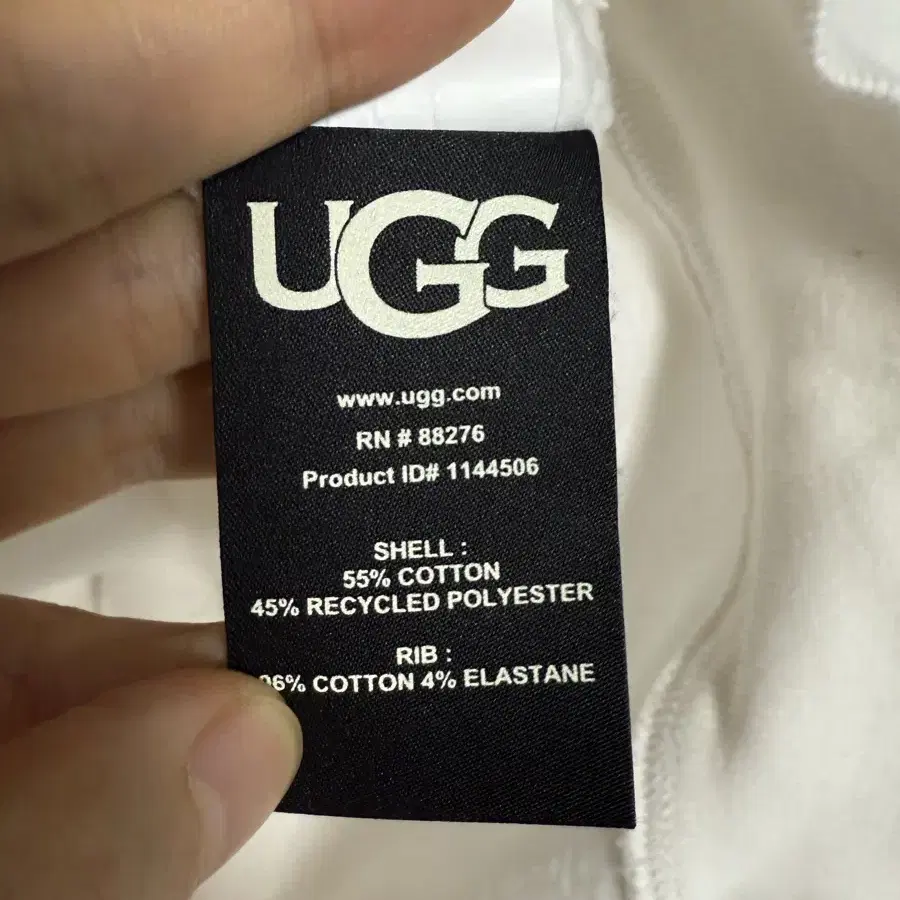 UGG
www.ugg.com
RN # 88276
Product ID# 1144506
SHELL :
55% COTTON
45% RECYCLED POLYESTER
RIB :
COTTON 4% ELASTANE